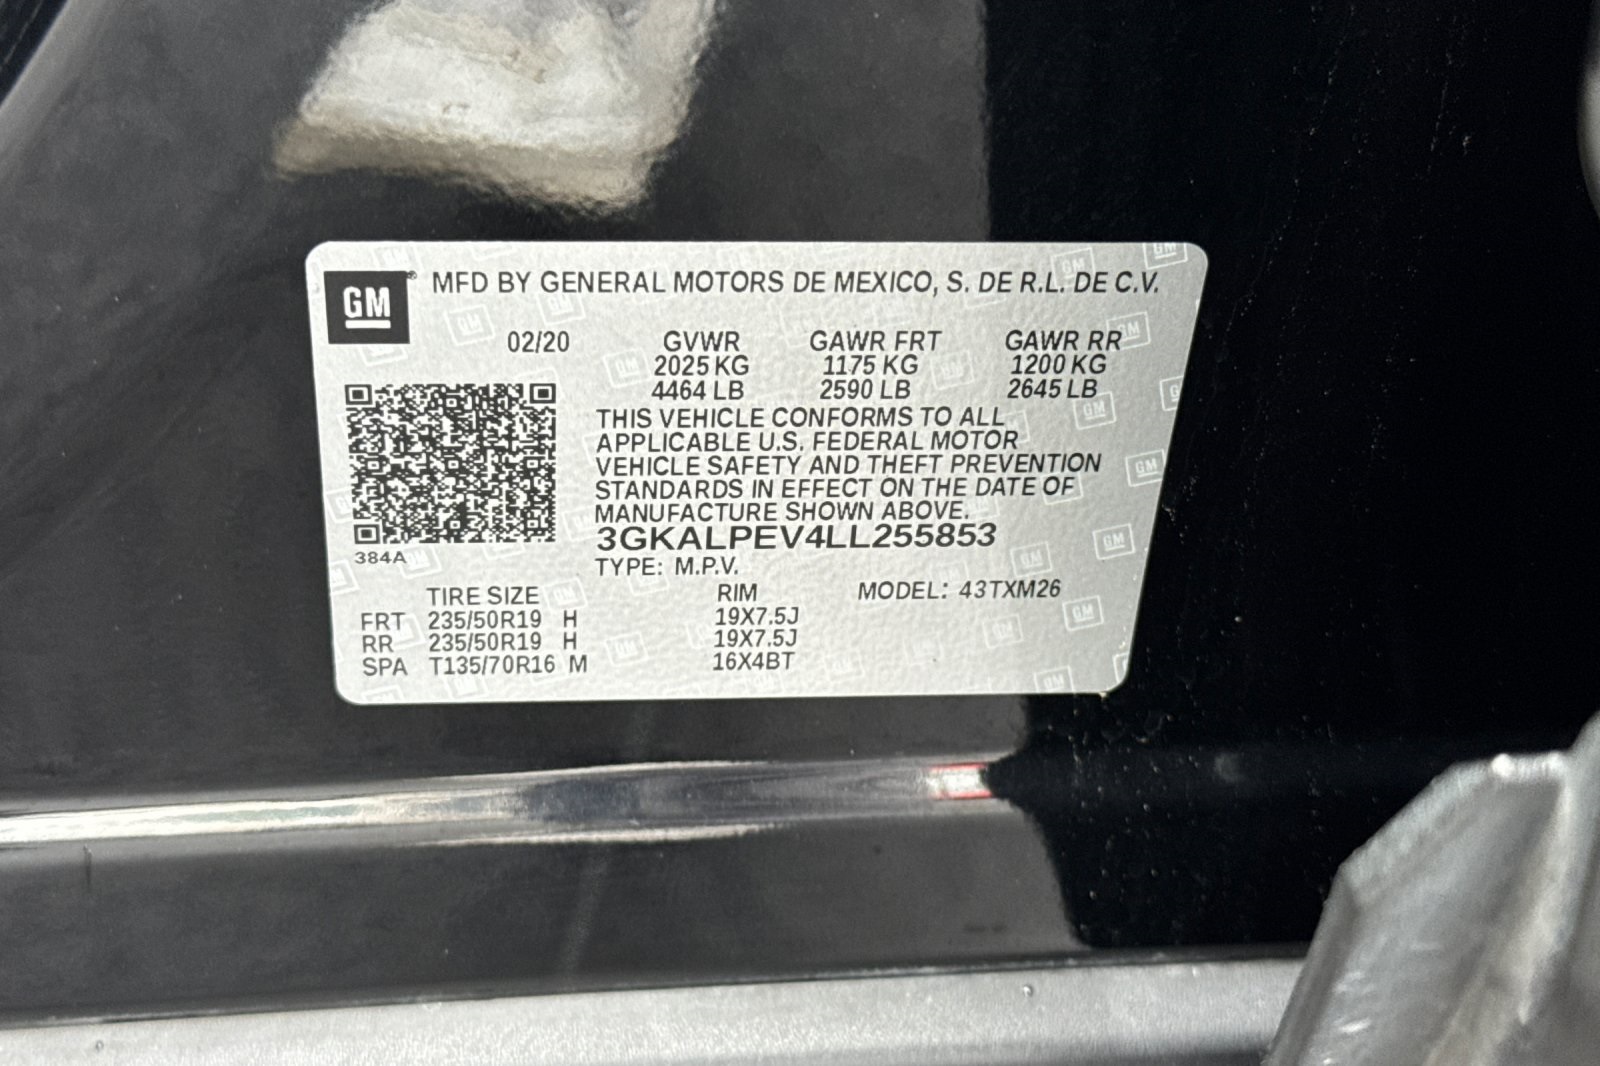 GM ® MFD BY GENERAL MOTORS DE MEXICO, S. DE R.L. DE C.V.
02/20 GVWR GAWR FRT GAWR RR
2025 KG 1175 KG 1200 KG
4464 LB 2590 LB 2645 LB
THIS VEHICLE CONFORMS TO ALL
APPLICABLE U.S. FEDERAL MOTOR
VEHICLE SAFETY AND THEFT PREVENTION
STANDARDS IN EFFECT ON THE DATE OF
MANUFACTURE SHOWN ABOVE.
3GKALPEV4LL255853
384A
TYPE: M.P.V.
TIRE SIZE RIM MODEL: 43TXM26
FRT 235/50R19 H 19X7.5J
RR 235/50R19 H 19X7.5J
SPA T135/70R16 M 16X4BT